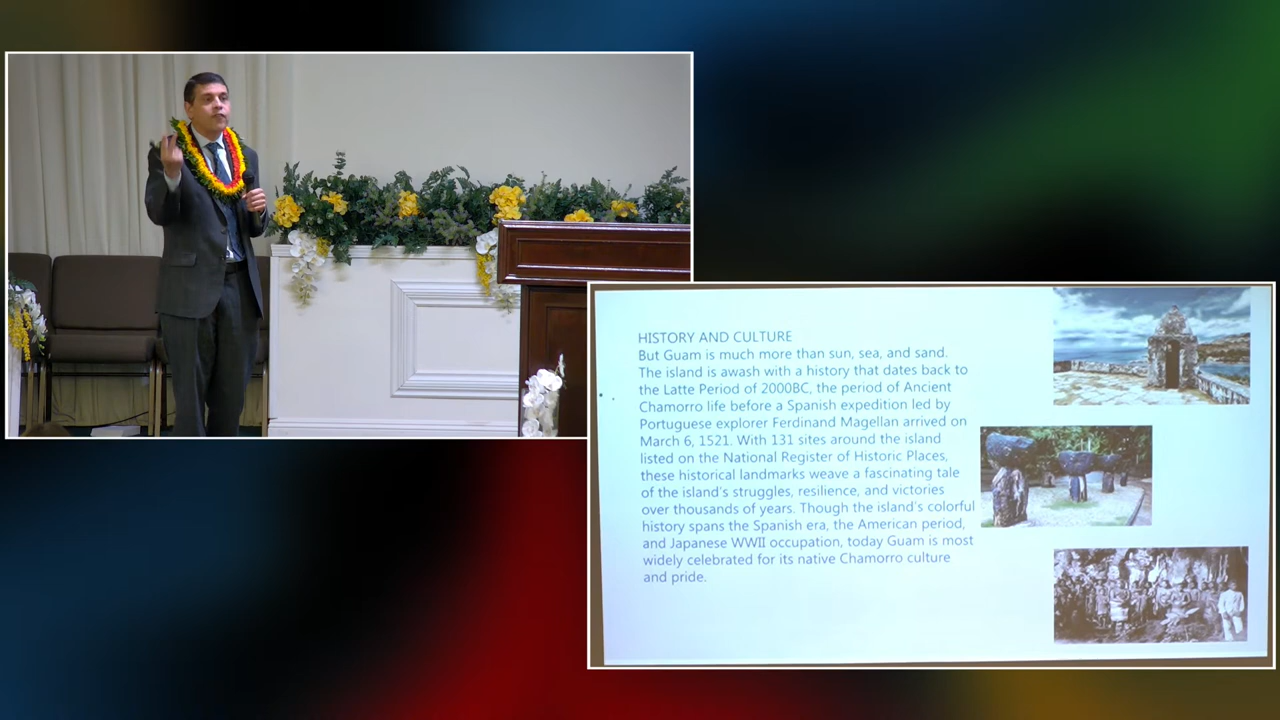 HISTORY AND CULTURE
But Guam is much more than sun, sea, and sand.
The island is awash with a history that dates back to
the Latte Period of 2000BC, the period of Ancient
Chamorro life before a Spanish expedition led by
Portuguese explorer Ferdinand Magellan arrived on
March 6, 1521. With 131 sites around the island
listed on the National Register of Historic Places,
these historical landmarks weave a fascinating tale
of the island's struggles, resilience, and victories
over thousands of years. Though the island's colorful
history spans the Spanish era, the American period,
and Japanese WWII occupation, today Guam is most
widely celebrated for its native Chamorro culture
and pride.